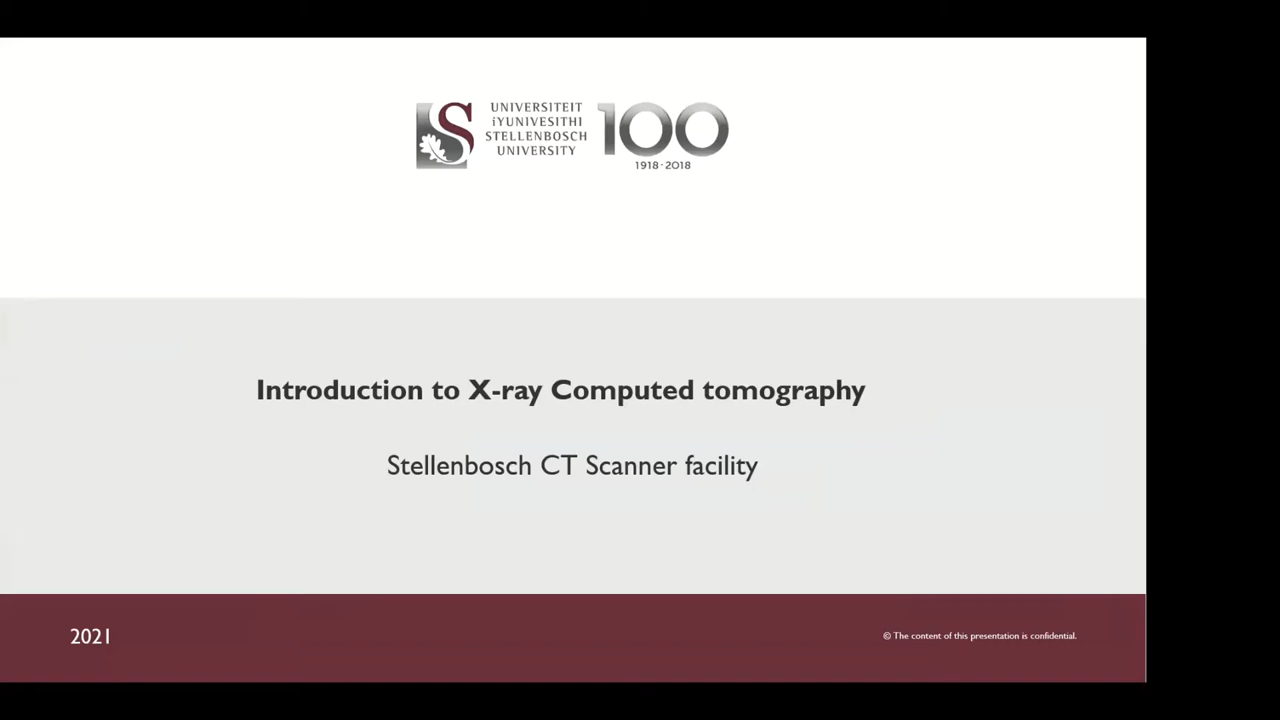 UNIVERSITEIT
iYUNIVESITHI
STELLENBOSCH
UNIVERSITY
100
1918·2018
Introduction to X-ray Computed tomography
Stellenbosch CT Scanner facility
2021
© The content of this presentation is confidential.